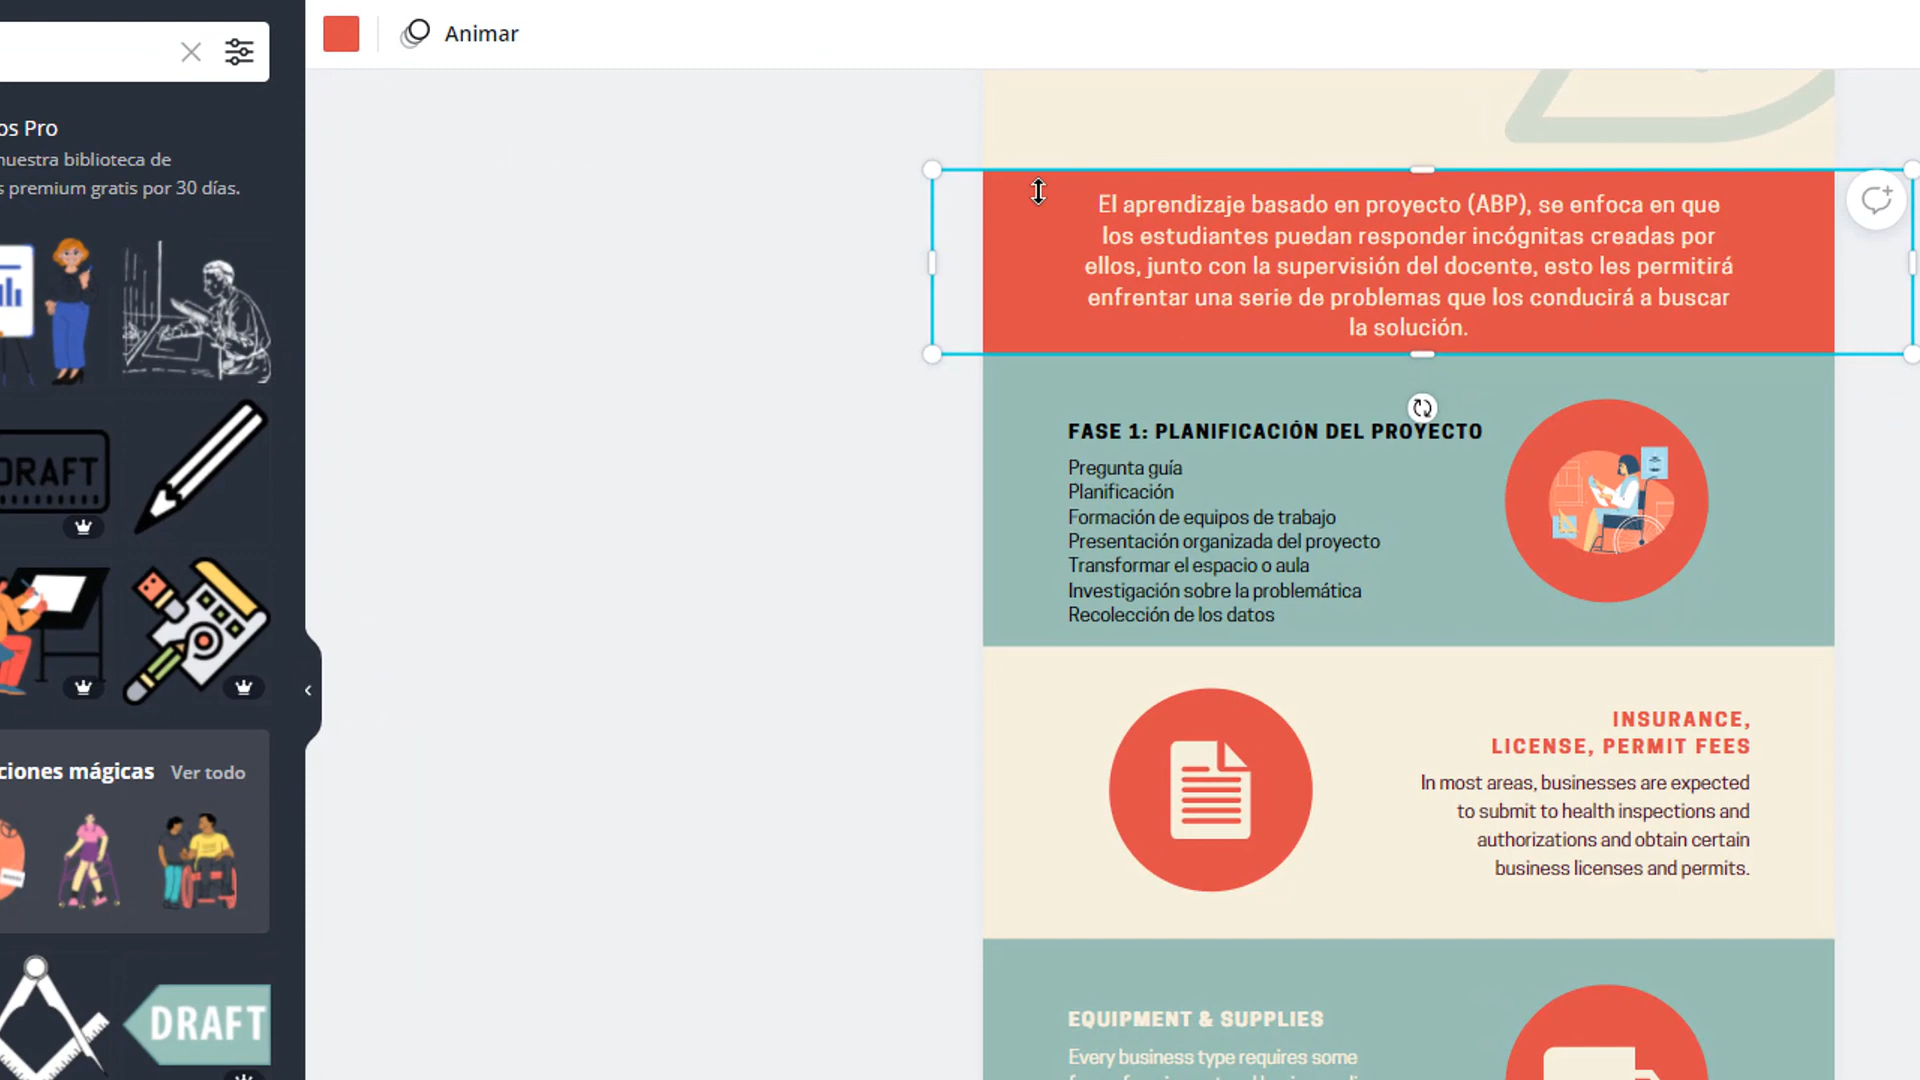 Animar
os Pro
nuestra biblioteca de
s premium gratis por 30 días.
DRAFT
ciones mágicas
Ver todo
DRAFT
El aprendizaje basado en proyecto (ABP), se enfoca en que
los estudiantes puedan responder incógnitas creadas por
ellos, junto con la supervisión del docente, esto les permitirá
enfrentar una serie de problemas que los conducirá a buscar
la solución.
FASE 1: PLANIFICACIÓN DEL PROYECTO
Pregunta guía
Planificación
Formación de equipos de trabajo
Presentación organizada del proyecto
Transformar el espacio o aula
Investigación sobre la problemática
Recolección de los datos
INSURANCE,
LICENSE, PERMIT FEES
In most areas, businesses are expected
to submit to health inspections and
authorizations and obtain certain
business licenses and permits.
EQUIPMENT & SUPPLIES
Every business type requires some